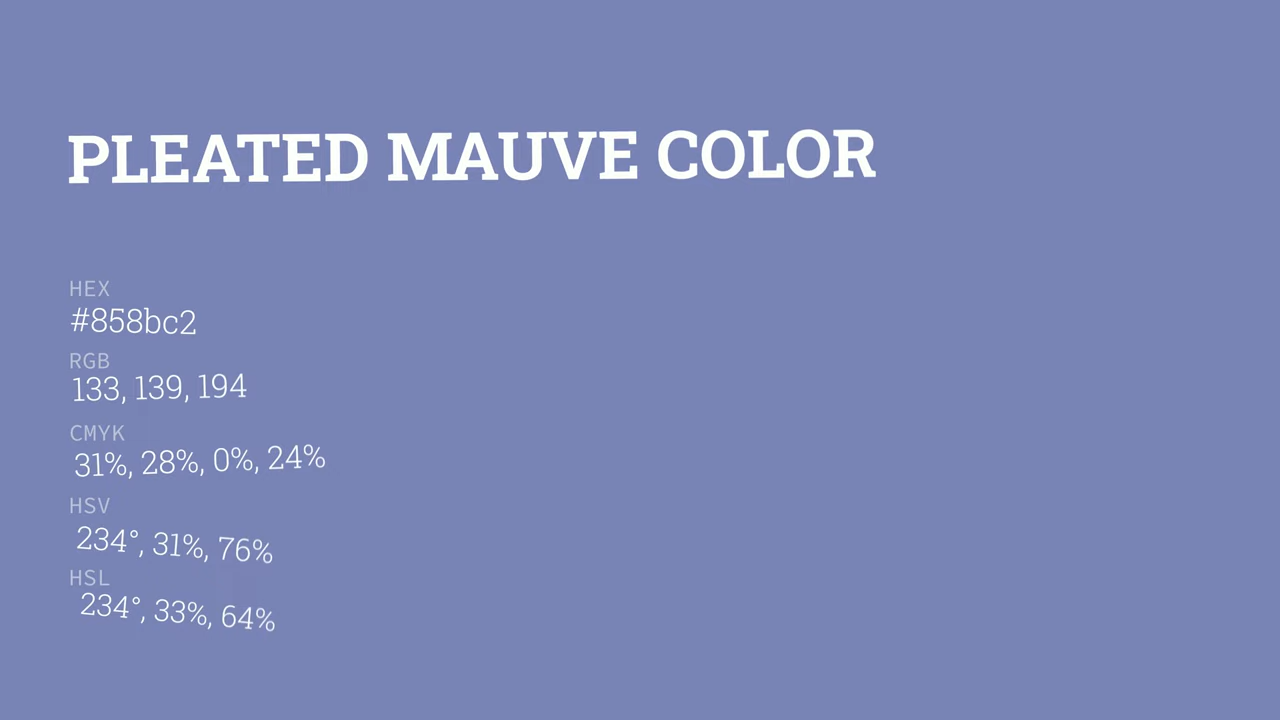 PLEATED MAUVE COLOR
HEX
#858bc2
RGB
133, 139, 194
CMYK
31%, 28%, 0%, 24%
HSV
234°, 31%, 76%
HSL
234°, 33%, 64%